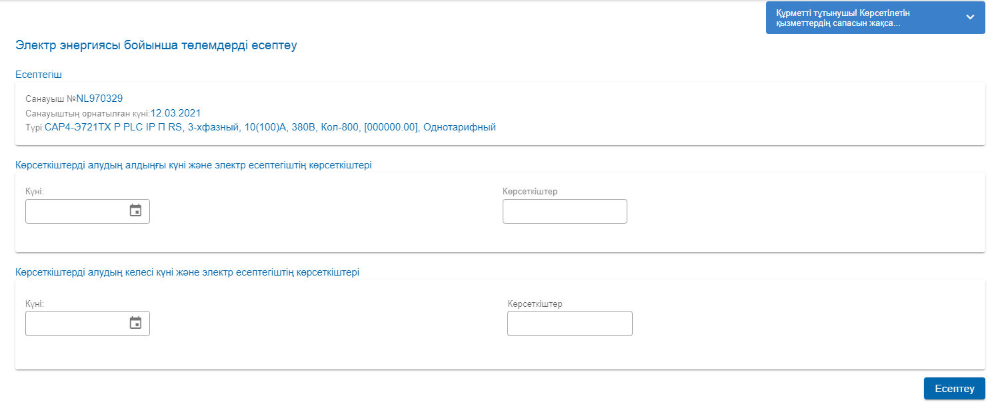 Құрметті тұтынушы! Көрсетілетін
қызметтердің сапасын жақса...
Электр энергиясы бойынша төлемдерді есептеу
Есептегіш
Санауыш №NL970329
Санауыштың орнатылған күні:12.03.2021
Түрі:САР4-Э721ТХ Р PLC IP П RS, 3-хфазный, 10(100)А, 380В, Кол-800, [000000.00], Однотарифный
Көрсеткіштерді алудың алдыңғы күні және электр есептегіштің көрсеткіштері
Күні:
Көрсеткіштер
Көрсеткіштерді алудың келесі күні және электр есептегіштің көрсеткіштері
Күні:
Көрсеткіштер
Есептеу